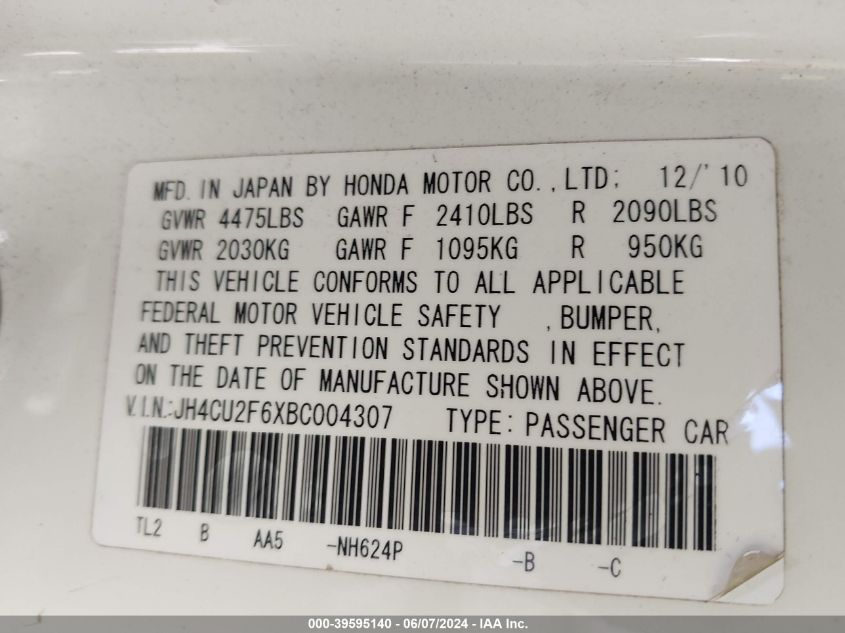 MFD. IN JAPAN BY HONDA MOTOR CO., LTD; 12/'10
GVWR 4475LBS GAWR F 2410LBS R 2090LBS
GVWR 2030KG GAWR F 1095KG R 950KG
THIS VEHICLE CONFORMS TO ALL APPLICABLE
FEDERAL MOTOR VEHICLE SAFETY , BUMPER,
AND THEFT PREVENTION STANDARDS IN EFFECT
ON THE DATE OF MANUFACTURE SHOWN ABOVE.
V.I.N.:JH4CU2F6XBC004307 TYPE: PASSENGER CAR
TL2 B AA5 -NH624P -B -C
000-39595140 - 06/07/2024 - IAA Inc.